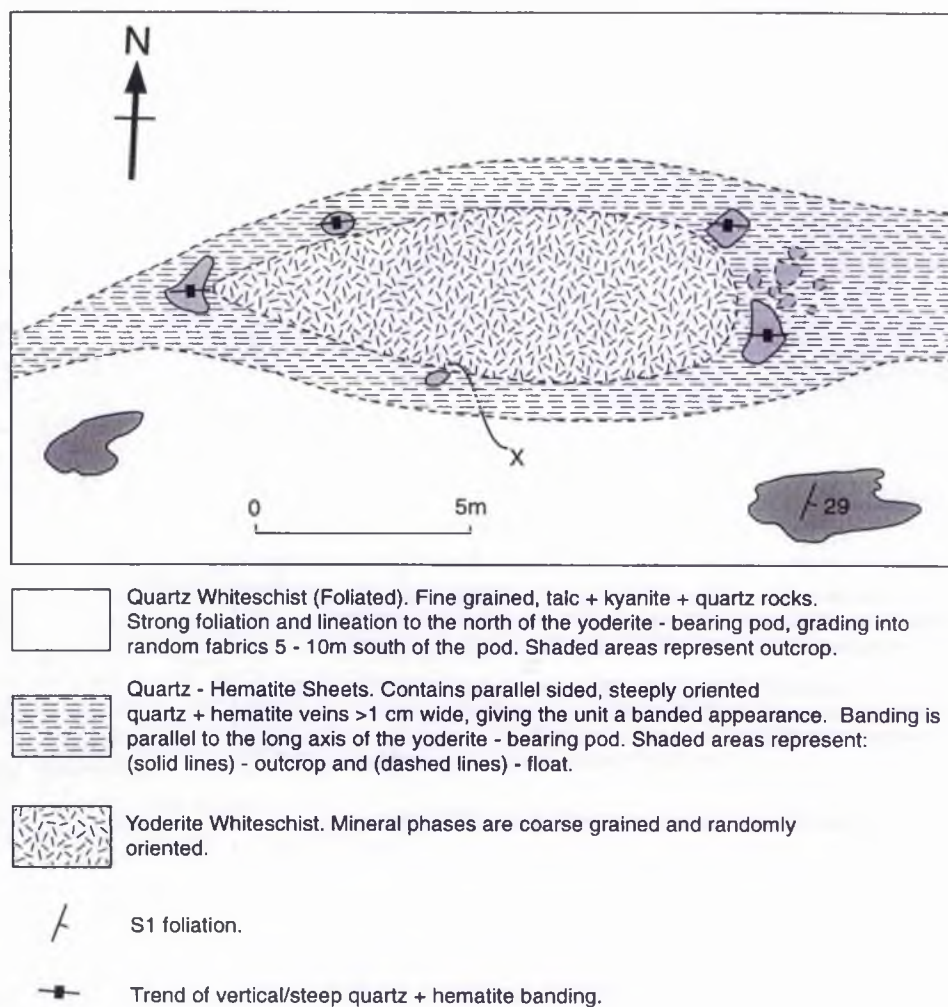 N
X
0
5m
29
Quartz Whiteschist (Foliated). Fine grained, talc + kyanite + quartz rocks.
Strong foliation and lineation to the north of the yoderite - bearing pod, grading into
random fabrics 5 - 10m south of the pod. Shaded areas represent outcrop.
Quartz - Hematite Sheets. Contains parallel sided, steeply oriented
quartz + hematite veins >1 cm wide, giving the unit a banded appearance. Banding is
parallel to the long axis of the yoderite - bearing pod. Shaded areas represent:
(solid lines) - outcrop and (dashed lines) - float.
Yoderite Whiteschist. Mineral phases are coarse grained and randomly
oriented.
S1 foliation.
Trend of vertical/steep quartz + hematite banding.